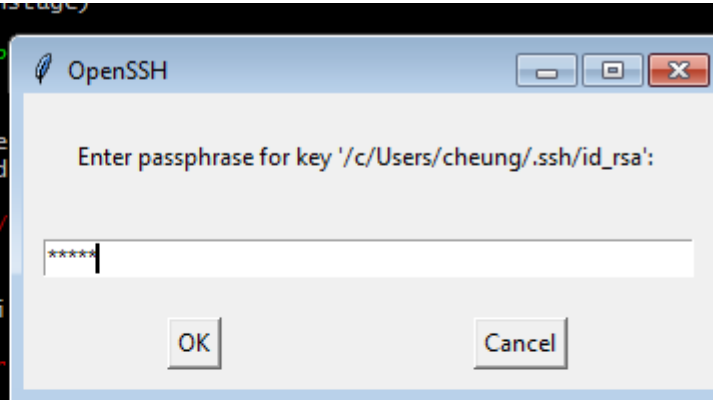 OpenSSH
Enter passphrase for key '/c/Users/cheung/.ssh/id_rsa':
*****
OK
Cancel